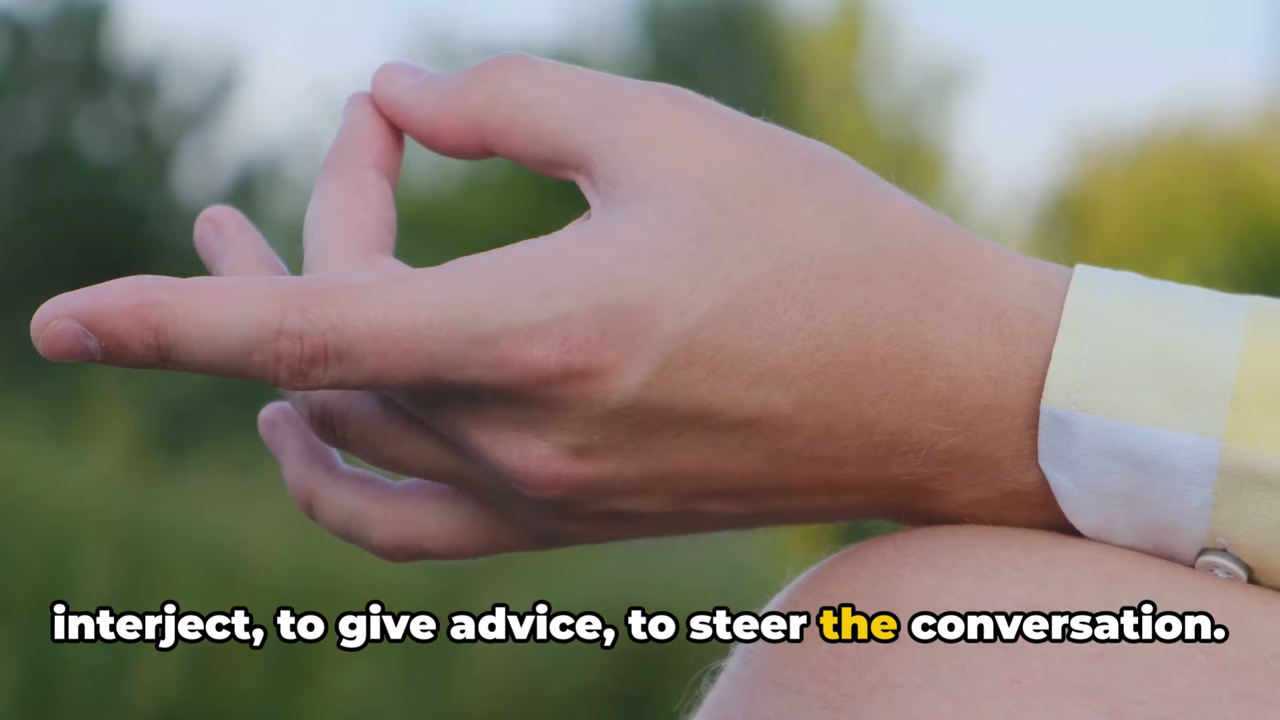 interject, to give advice, to steer the conversation.